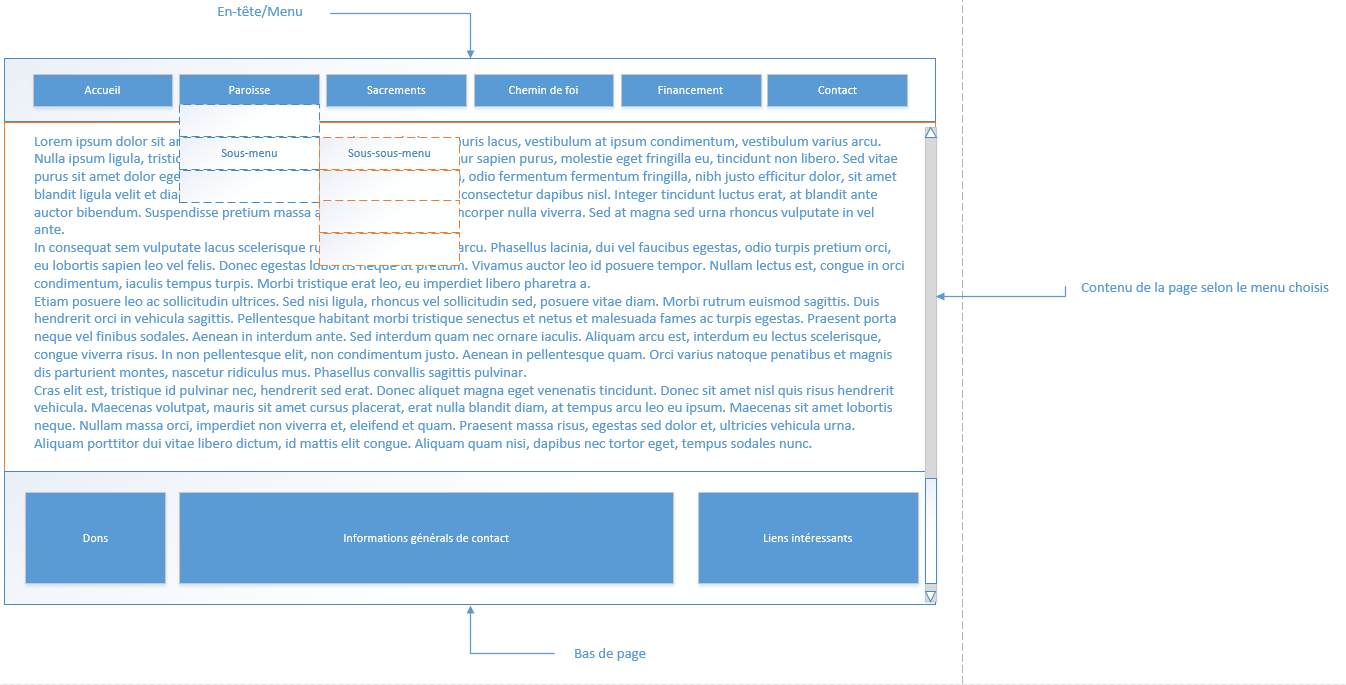 En-tête/Menu
Accueil Paroisse Sacrements Chemin de foi Financement Contact
Lorem ipsum dolor sit uris lacus, vestibulum at ipsum condimentum, vestibulum varius arcu.
Nulla ipsum ligula, sapien purus, molestie eget fringilla eu, tincidunt non libero. Sed vitae
Sous-menu Sous-sous-menu
purus sit amet dolor odio fermentum fermentum fringilla, nibh justo efficitur dolor, sit amet
blandit ligula velit et consectetur dapibus nisl. Integer tincidunt luctus erat, at blandit ante
auctor bibendum. Suspendisse pretium massa nulla viverra. Sed at magna sed urna rhoncus vulputate in vel
ante.
In consequat sem vulputate lacus scelerisque arcu. Phasellus lacinia, dui vel faucibus egestas, odio turpis pretium orci,
eu lobortis sapien leo vel felis. Donec egestas lobortis neque ut pretium. Vivamus auctor leo id posuere tempor. Nullam lectus est, congue in orci
condimentum, iaculis tempus turpis. Morbi tristique erat leo, eu imperdiet libero pharetra a.
Contenu de la page selon le menu choisis
Etiam posuere leo ac sollicitudin ultrices. Sed nisi ligula, rhoncus vel sollicitudin sed, posuere vitae diam. Morbi rutrum euismod sagittis. Duis
hendrerit orci in vehicula sagittis. Pellentesque habitant morbi tristique senectus et netus et malesuada fames ac turpis egestas. Praesent porta
neque vel finibus sodales. Aenean in interdum ante. Sed interdum quam nec ornare iaculis. Aliquam arcu est, interdum eu lectus scelerisque,
congue viverra risus. In non pellentesque elit, non condimentum justo. Aenean in pellentesque quam. Orci varius natoque penatibus et magnis
dis parturient montes, nascetur ridiculus mus. Phasellus convallis sagittis pulvinar.
Cras elit est, tristique id pulvinar nec, hendrerit sed erat. Donec aliquet magna eget venenatis tincidunt. Donec sit amet nisl quis risus hendrerit
vehicula. Maecenas volutpat, mauris sit amet cursus placerat, erat nulla blandit diam, at tempus arcu leo eu ipsum. Maecenas sit amet lobortis
neque. Nullam massa orci, imperdiet non viverra et, eleifend et quam. Praesent massa risus, egestas sed dolor et, ultricies vehicula urna.
Aliquam porttitor dui vitae libero dictum, id mattis elit congue. Aliquam quam nisi, dapibus nec tortor eget, tempus sodales nunc.
Dons Informations générals de contact Liens intéressants
Bas de page